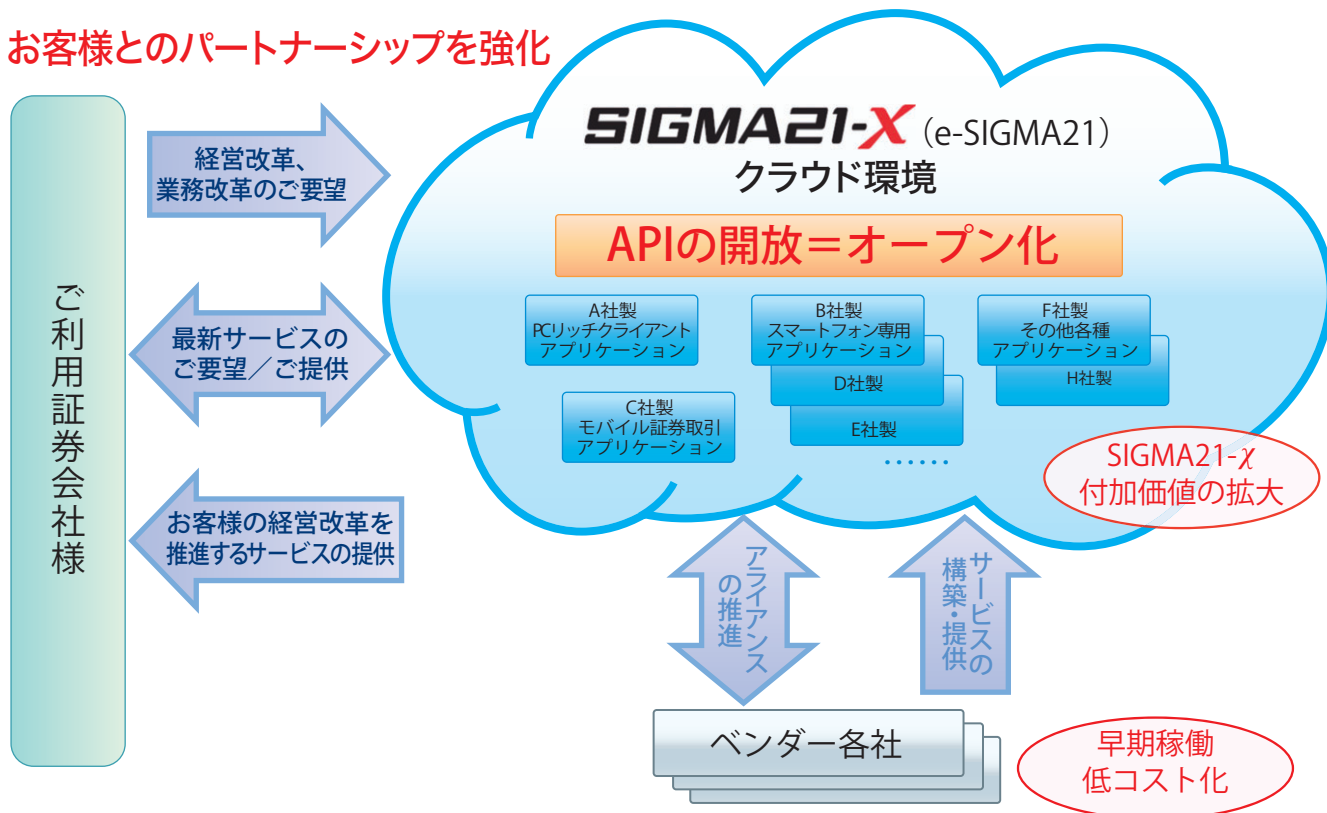 お客様とのパートナーシップを強化
SIGMA21-X（e-SIGMA21）
クラウド環境
APIの開放＝オープン化
ご利用証券会社様
経営改革、
業務改革のご要望
最新サービスの
ご要望／ご提供
お客様の経営改革を
推進するサービスの提供
A社製
PCリッチクライアント
アプリケーション
B社製
スマートフォン専用
アプリケーション
D社製
E社製
F社製
その他各種
アプリケーション
H社製
C社製
モバイル証券取引
アプリケーション
……
SIGMA21-χ
付加価値の拡大
アライアンス
の推進
サービスの
構築・提供
ベンダー各社
早期稼働
低コスト化